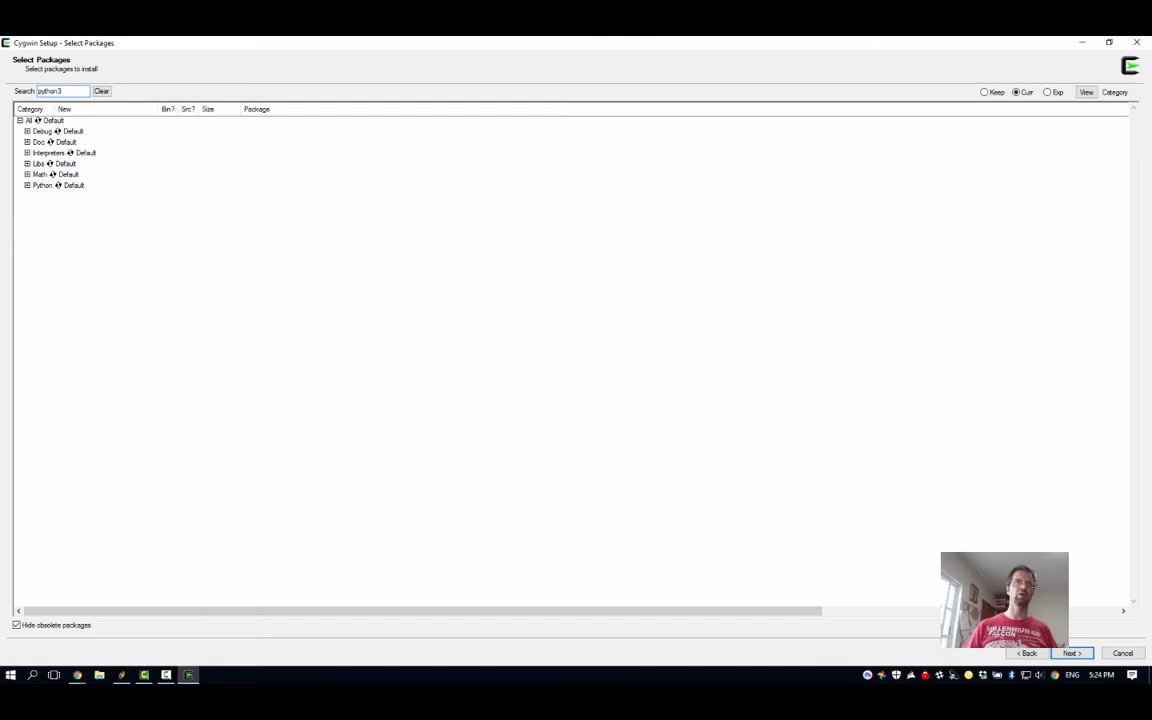 Cygwin Setup - Select Packages
Select Packages
Select packages to install
Search python3 Clear
Keep Curr Exp View Category
Category New Bin? Src? Size Package
All Default
Debug Default
Doc Default
Interpreters Default
Libs Default
Math Default
Python Default
MILLENNIUM
FALCON
Hide obsolete packages
< Back Next > Cancel
ENG 5:24 PM